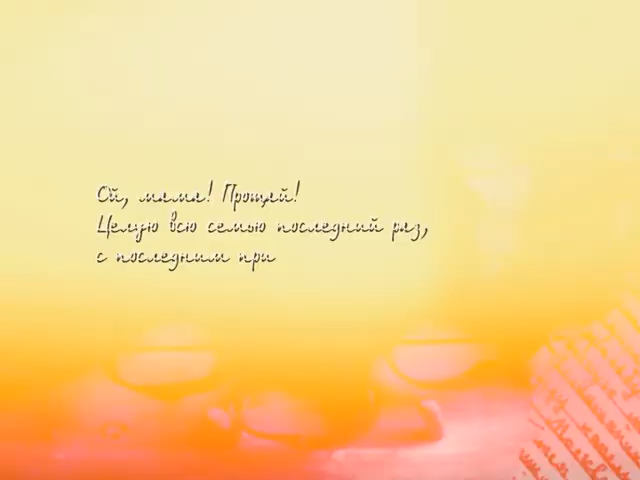 Ой, мама! Прощай!
Целую всю семью последний раз,
с последним при